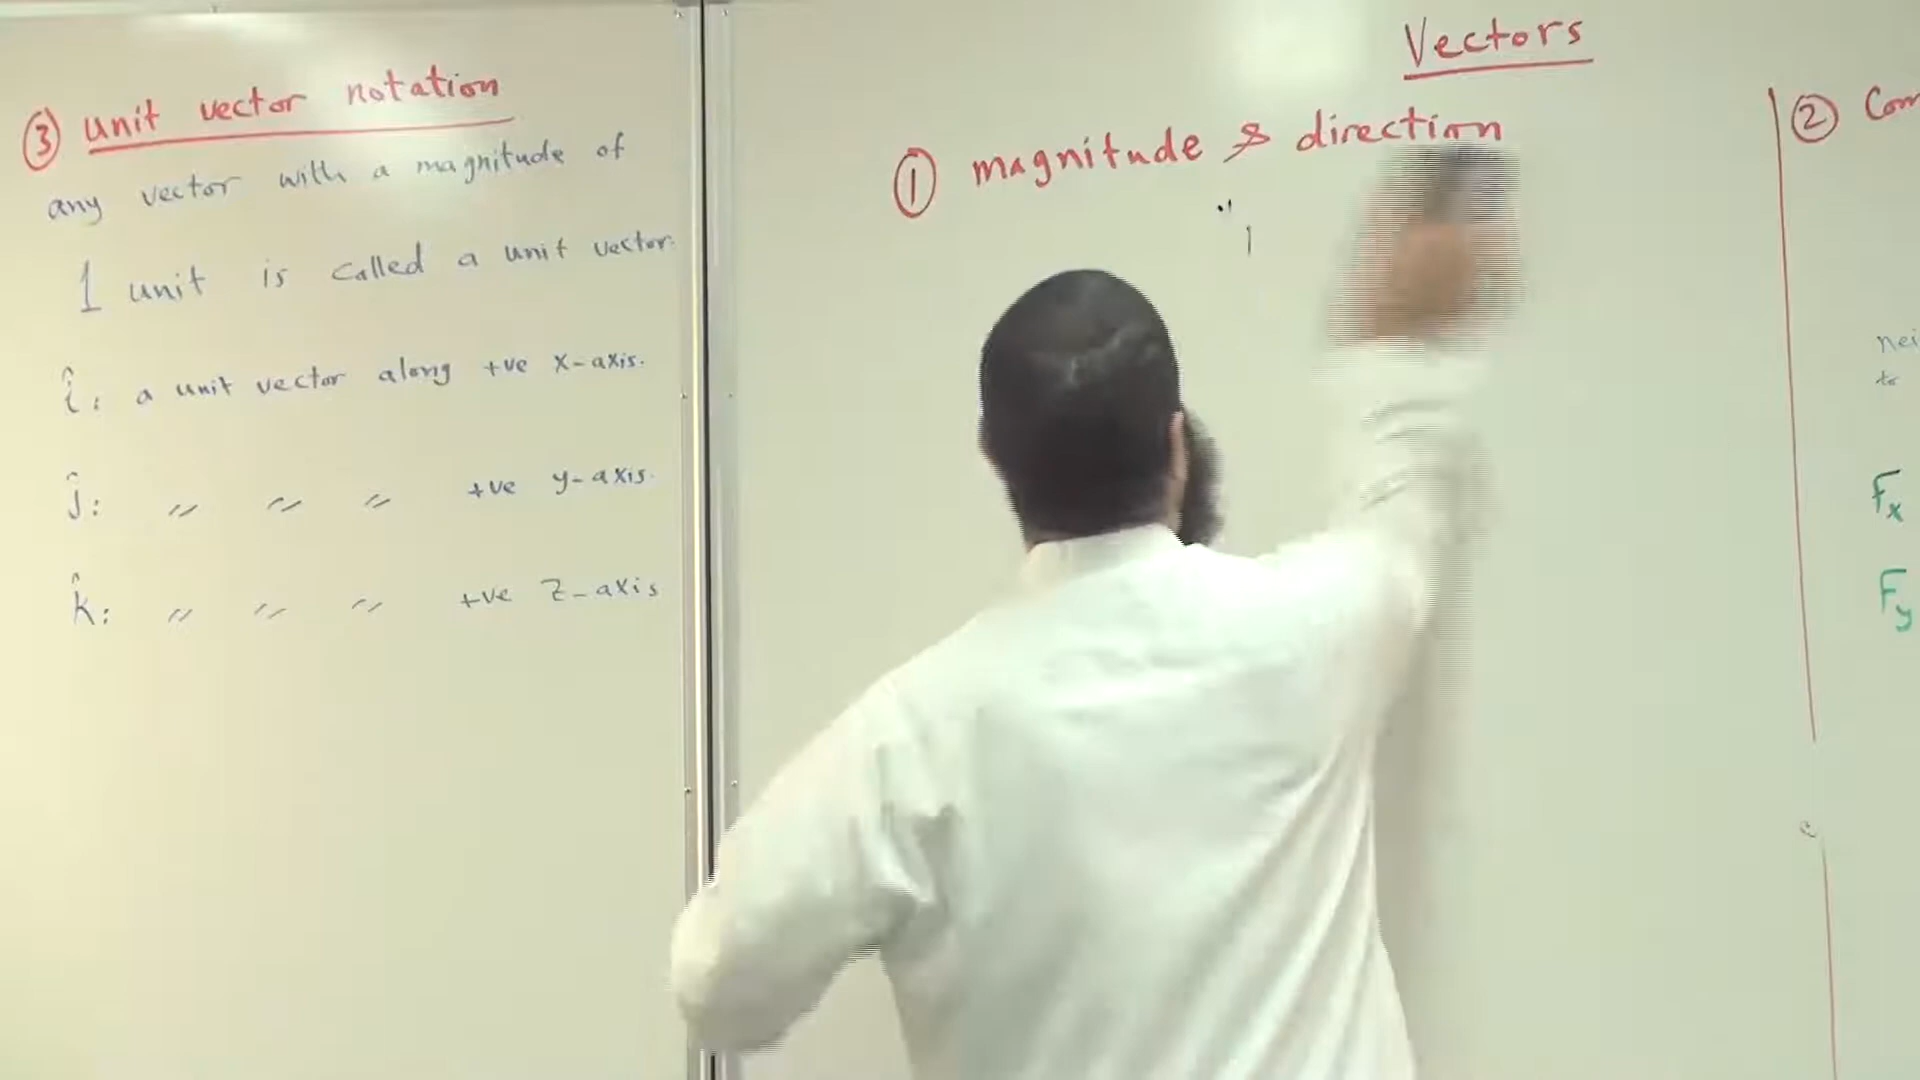 ③ unit vector notation
any vector with a magnitude of
1 unit is called a unit vector.
î: a unit vector along +ve x-axis.
ĵ: 〃 〃 〃 +ve y-axis.
k̂: 〃 〃 〃 +ve z-axis
Vectors
① magnitude & direction
②
to
Fx
Fy